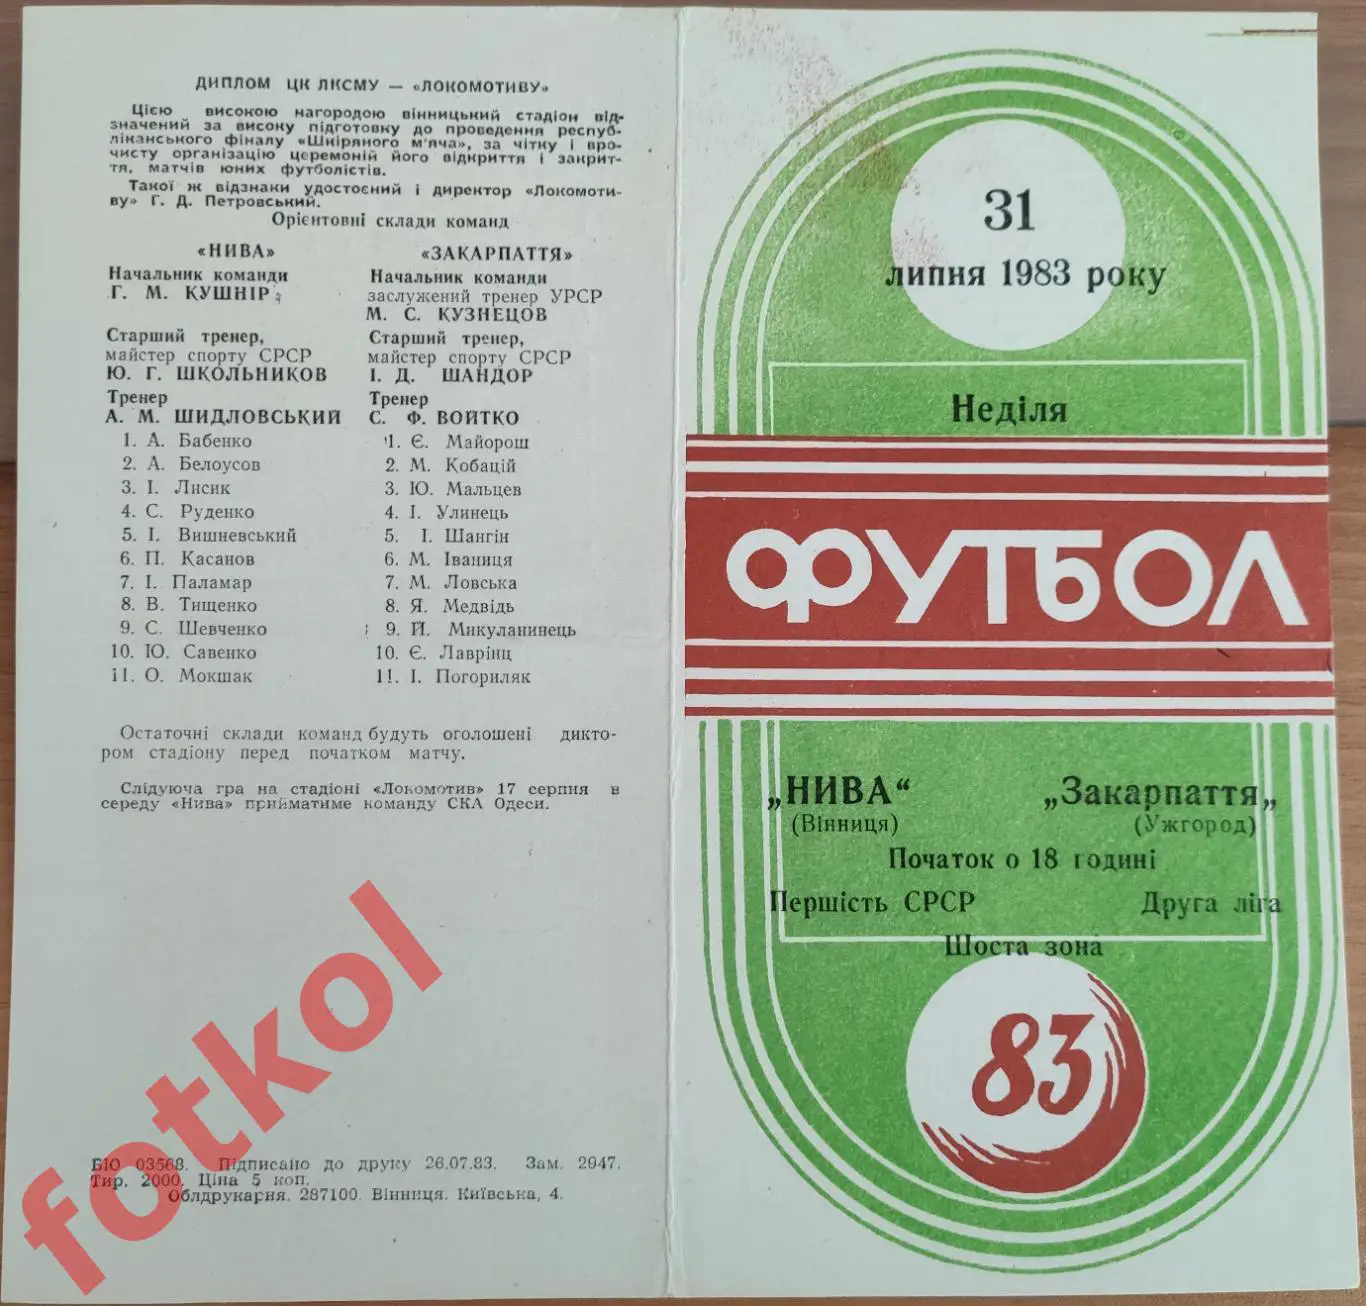 ДИПЛОМ ЦК ЛКСМУ — «ЛОКОМОТИВУ»
Цією високою нагородою вінницький стадіон від-
значений за високу підготовку до проведення респуб-
ліканського фіналу «Шкіряного м'яча», за чітку і вро-
чисту організацію церемоній його відкриття і закрит-
тя, матчів юних футболістів.
Такої ж відзнаки удостоєний і директор «Локомоти-
ву» Г. Д. Петровський.
Орієнтовні склади команд
«НИВА»
Начальник команди
Г. М. КУШНІР
Старший тренер,
майстер спорту СРСР
Ю. Г. ШКОЛЬНИКОВ
Тренер
А. М. ШИДЛОВСЬКИЙ
1. А. Бабенко
2. А. Белоусов
3. І. Лисик
4. С. Руденко
5. І. Вишневський
6. П. Касанов
7. І. Паламар
8. В. Тищенко
9. С. Шевченко
10. Ю. Савенко
11. О. Мокшак
«ЗАКАРПАТТЯ»
Начальник команди
заслужений тренер УРСР
М. С. КУЗНЕЦОВ
Старший тренер,
майстер спорту СРСР
І. Д. ШАНДОР
Тренер
С. Ф. ВОЙТКО
1. Є. Майорош
2. М. Кобацій
3. Ю. Мальцев
4. І. Улинець
5. І. Шангін
6. М. Іваниця
7. М. Ловська
8. Я. Медвідь
9. Й. Микуланинець
10. Є. Лаврінц
11. І. Погориляк
Остаточні склади команд будуть оголошені дикто-
ром стадіону перед початком матчу.
Слідуюча гра на стадіоні «Локомотив» 17 серпня в
середу «Нива» прийматиме команду СКА Одеси.
БЮ 03568. Підписано до друку 26.07.83. Зам. 2947.
Тир. 2000. Ціна 5 коп.
Облдрукарня. 287100. Вінниця. Київська, 4.
fotkol
31
липня 1983 року
Неділя
ФУТБОЛ
„НИВА“
(Вінниця)
„Закарпаття„
(Ужгород)
Початок о 18 годині
Першість СРСР Друга ліга
Шоста зона
83